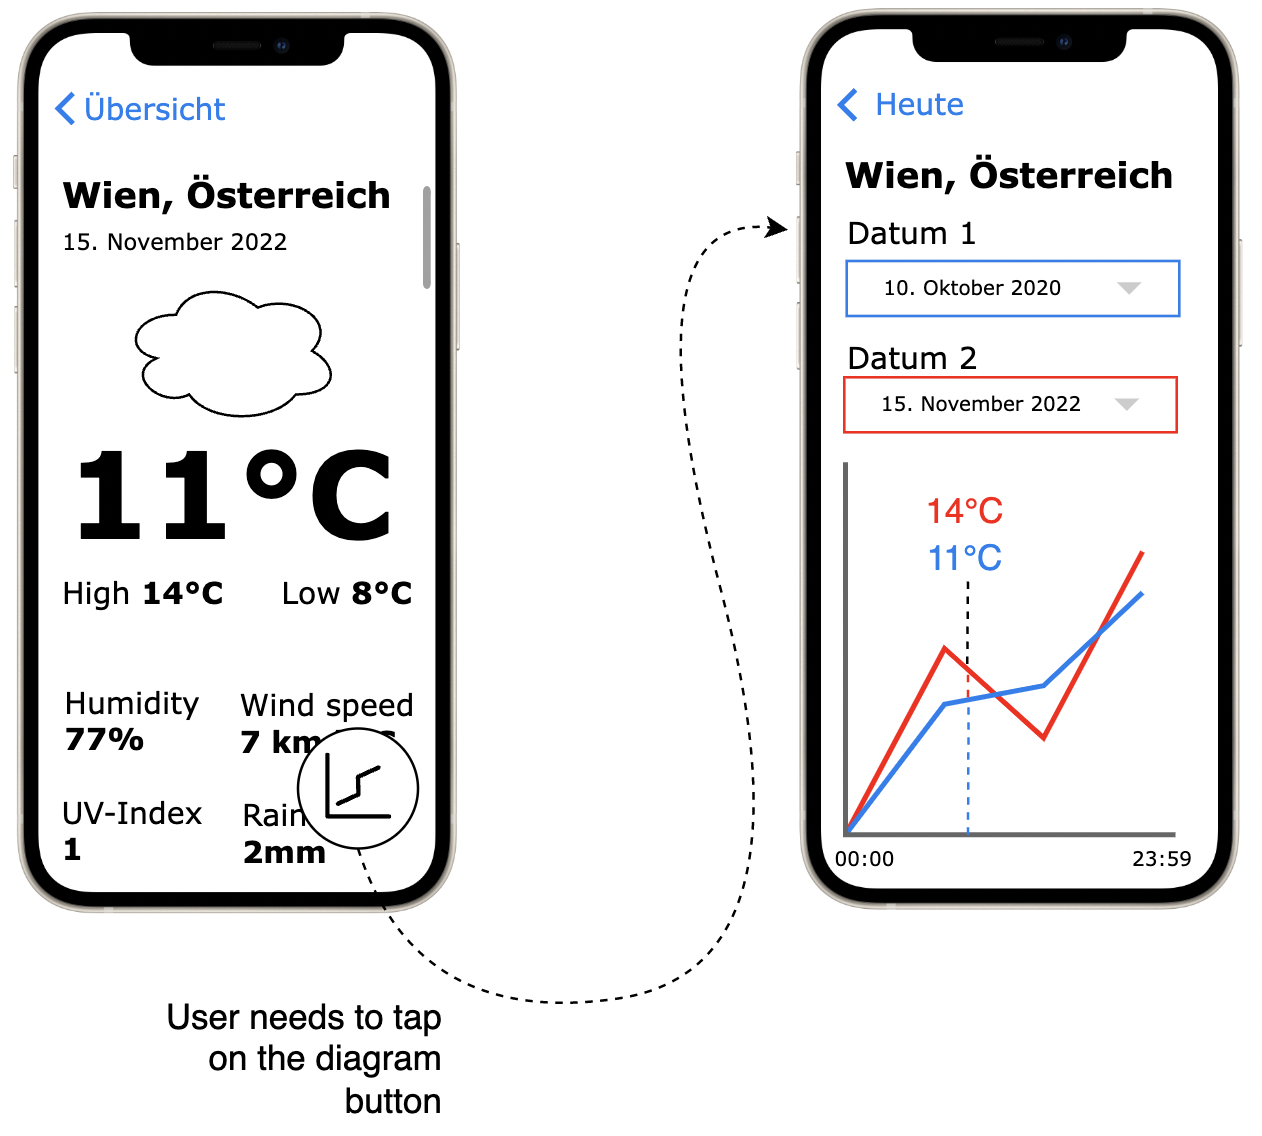 Übersicht
Wien, Österreich
15. November 2022
11°C
High 14°C Low 8°C
Humidity Wind speed
77% 7 km
UV-Index Rain
1 2mm
User needs to tap
on the diagram
button
Heute
Wien, Österreich
Datum 1
10. Oktober 2020
Datum 2
15. November 2022
14°C
11°C
00:00 23:59